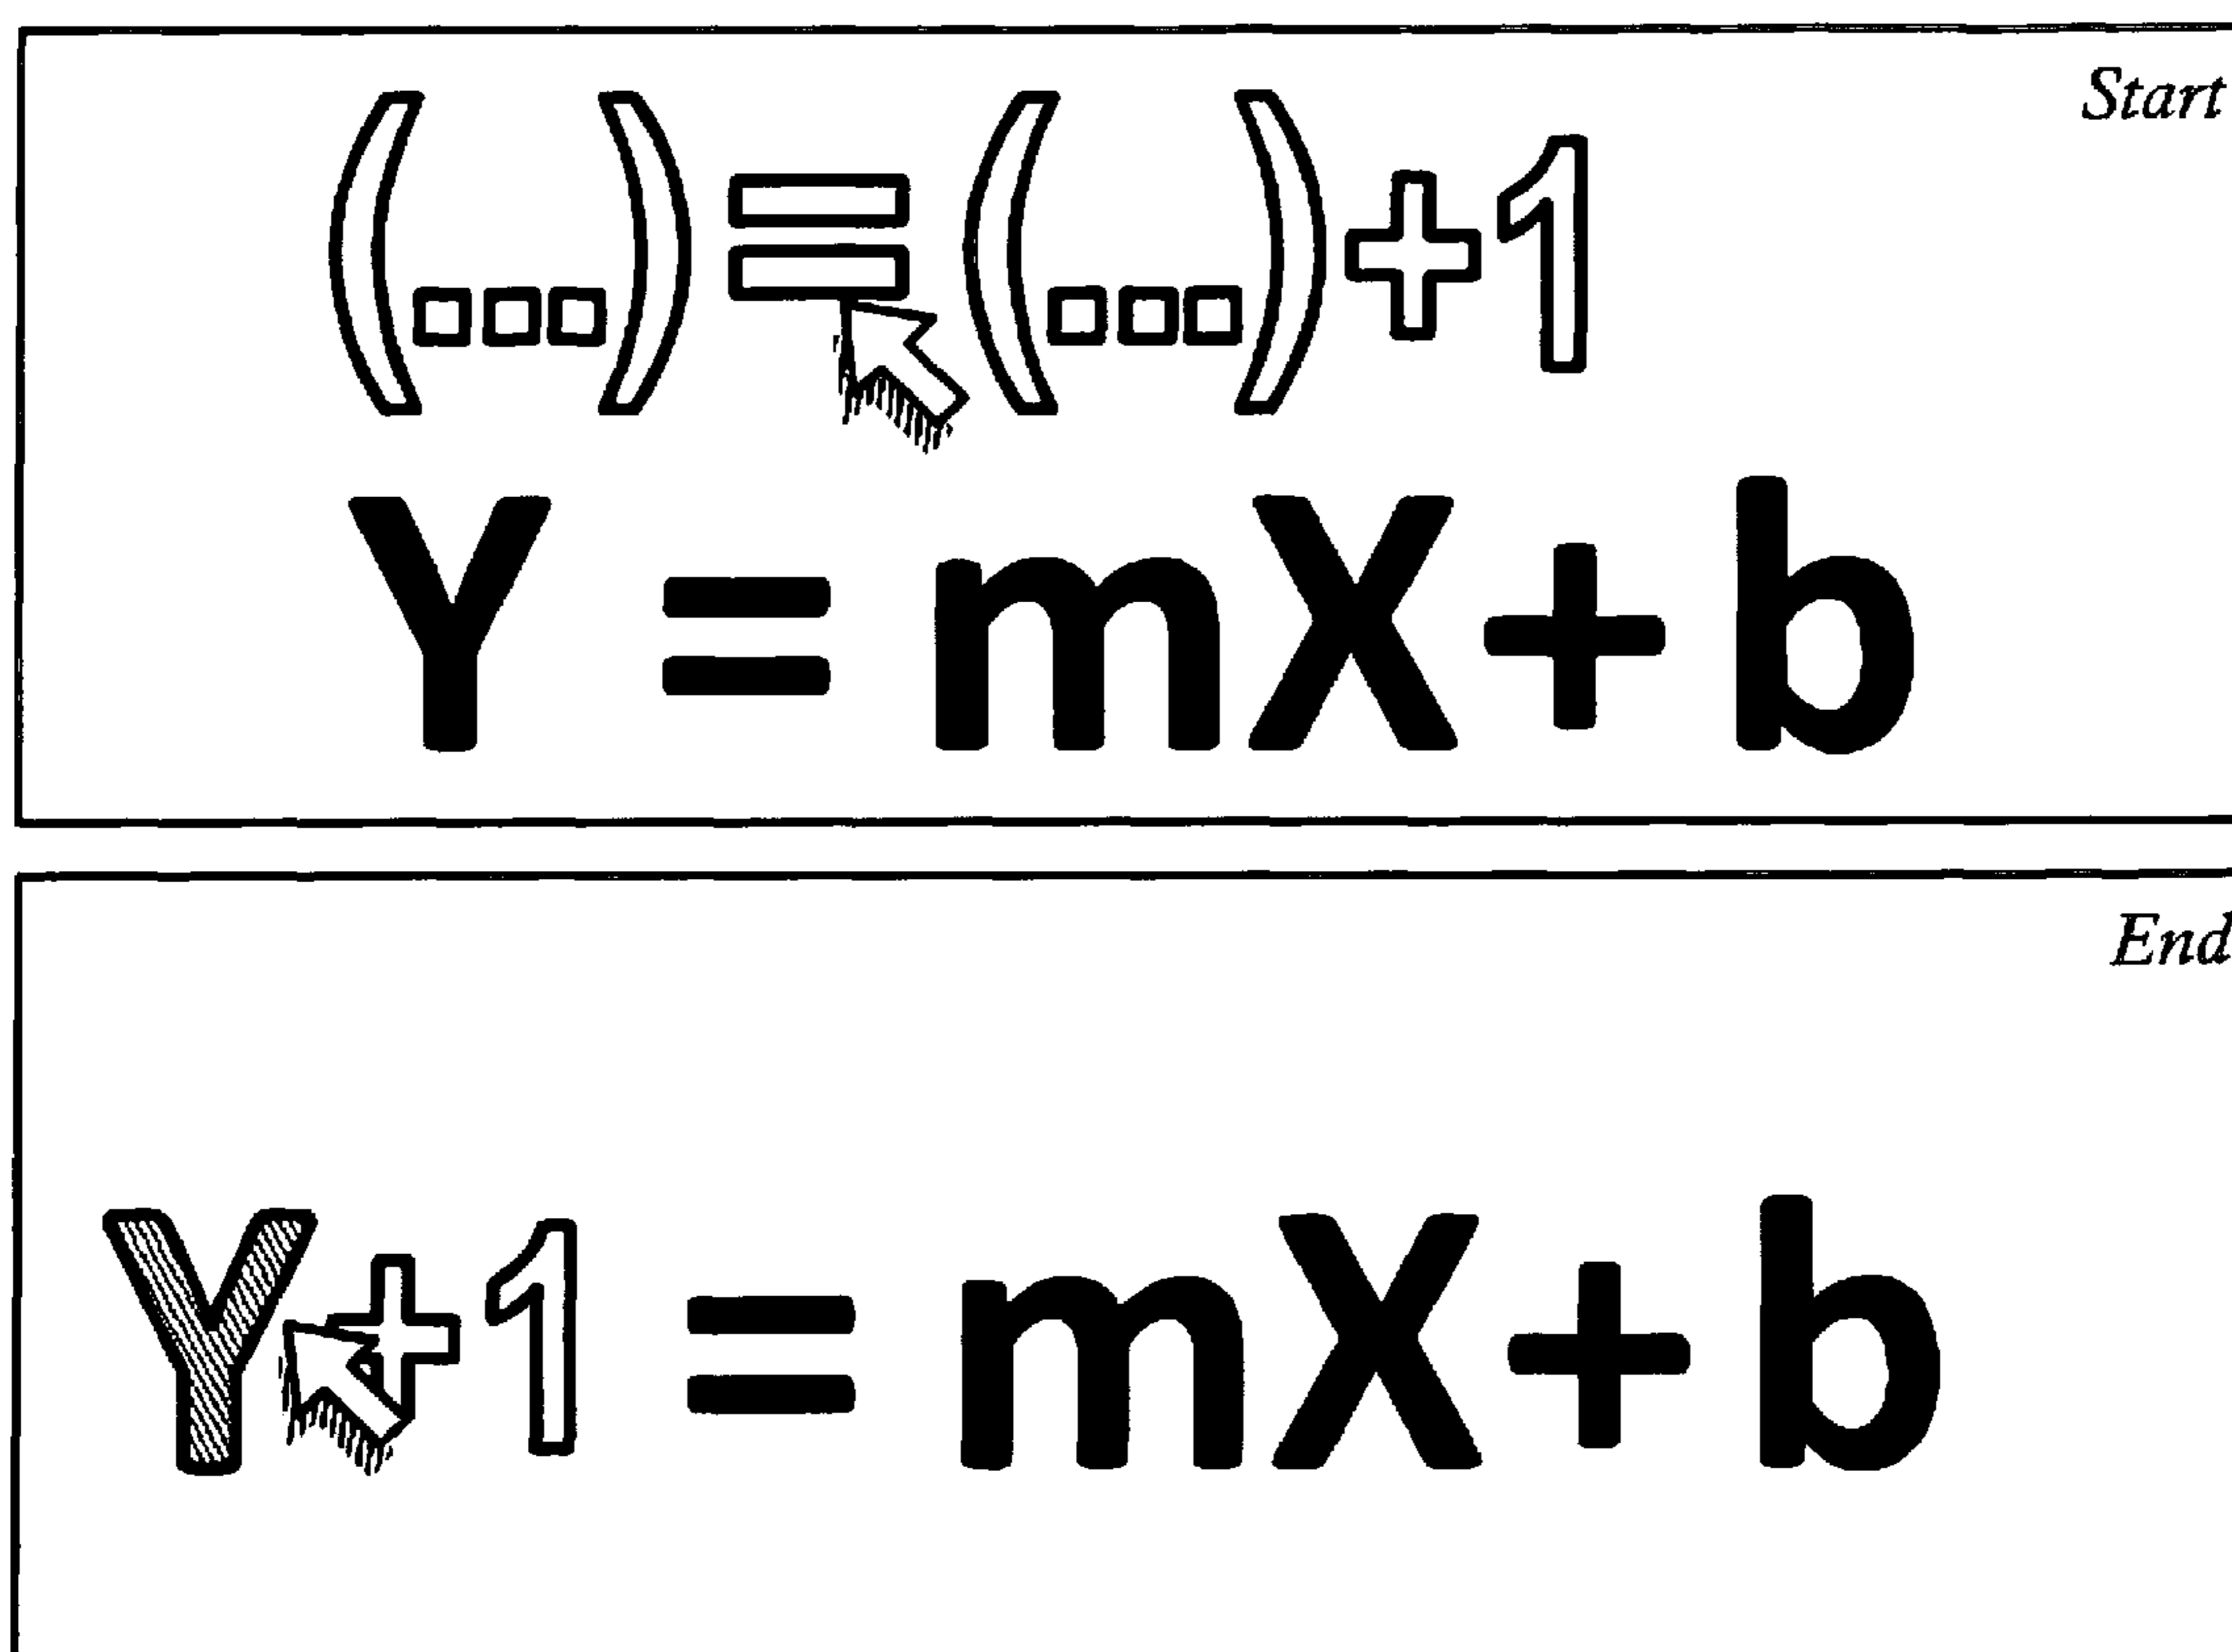 Start
(...)=(...)+1
Y = mX + b
End
Y+1 = mX + b